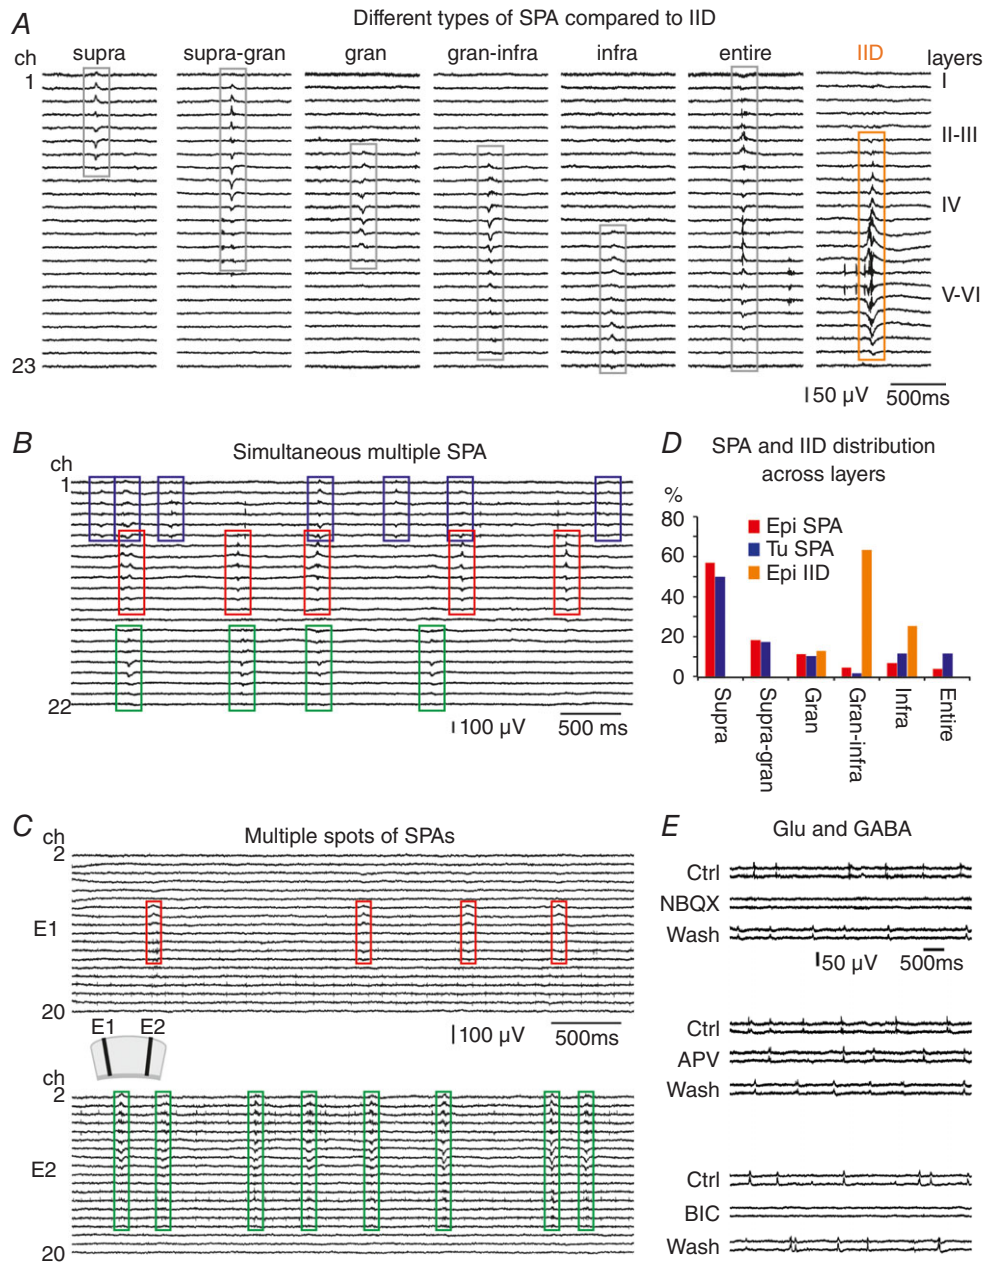 A
Different types of SPA compared to IID
ch supra supra-gran gran gran-infra infra entire IID layers
1 I
II-III
IV
V-VI
23
50 µV 500ms
B
Simultaneous multiple SPA
ch
1
22
100 µV 500 ms
D
SPA and IID distribution
across layers
%
80
60
40
20
0
Epi SPA
Tu SPA
Epi IID
Supra
Supra-gran
Gran
Gran-infra
Infra
Entire
C
Multiple spots of SPAs
ch
2
E1
20
100 µV 500ms
E1 E2
ch
2
E2
20
E
Glu and GABA
Ctrl
NBQX
Wash
50 µV 500ms
Ctrl
APV
Wash
Ctrl
BIC
Wash